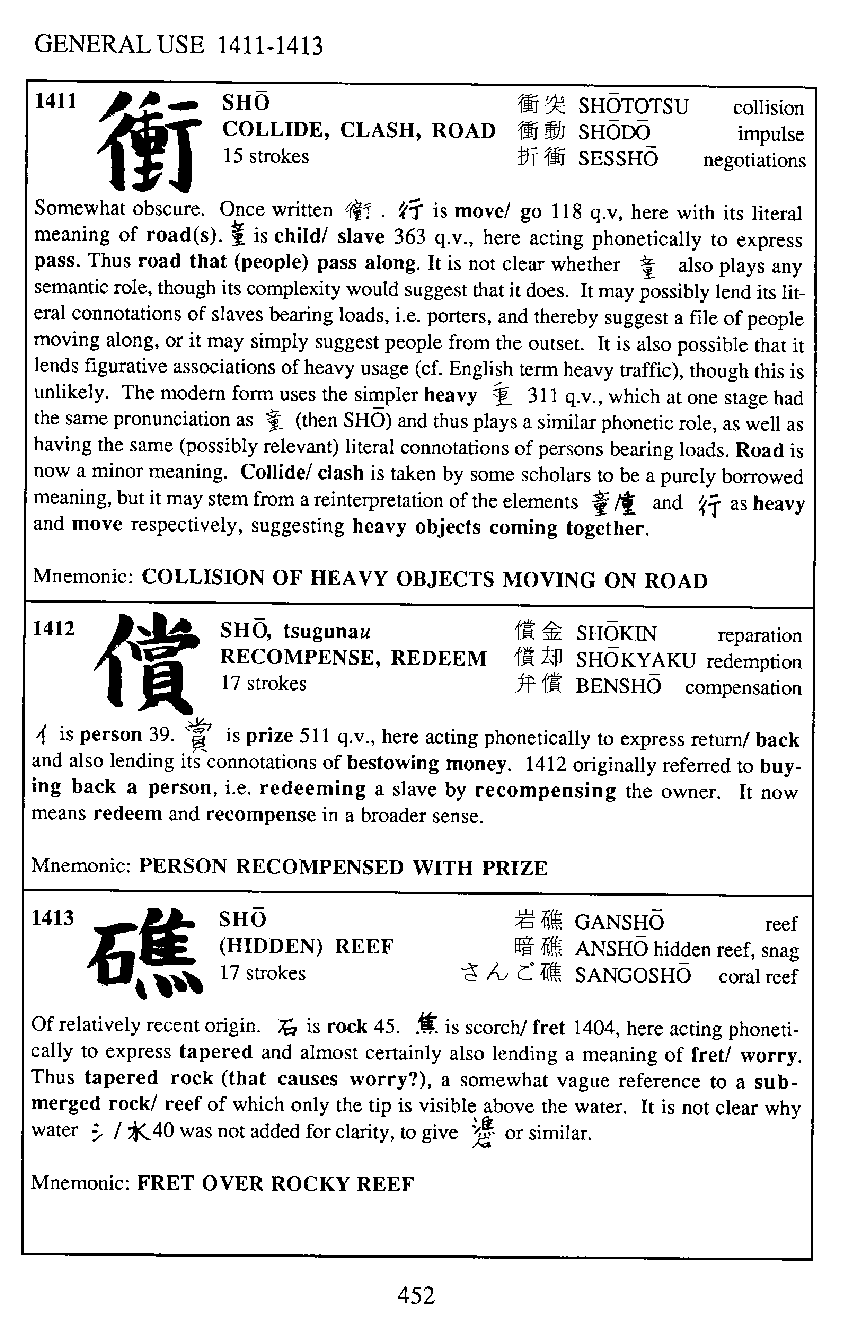 GENERAL USE 1411-1413
1411 衝 SHŌ 衝突 SHŌTOTSU collision
COLLIDE, CLASH, ROAD 衝動 SHŌDŌ impulse
15 strokes 折衝 SESSHŌ negotiations
Somewhat obscure. Once written . 行 is move/ go 118 q.v, here with its literal
meaning of road(s). 童 is child/ slave 363 q.v., here acting phonetically to express
pass. Thus road that (people) pass along. It is not clear whether 童 also plays any
semantic role, though its complexity would suggest that it does. It may possibly lend its lit-
eral connotations of slaves bearing loads, i.e. porters, and thereby suggest a file of people
moving along, or it may simply suggest people from the outset. It is also possible that it
lends figurative associations of heavy usage (cf. English term heavy traffic), though this is
unlikely. The modern form uses the simpler heavy 重 311 q.v., which at one stage had
the same pronunciation as 童 (then SHŌ) and thus plays a similar phonetic role, as well as
having the same (possibly relevant) literal connotations of persons bearing loads. Road is
now a minor meaning. Collide/ clash is taken by some scholars to be a purely borrowed
meaning, but it may stem from a reinterpretation of the elements 童/重 and 行 as heavy
and move respectively, suggesting heavy objects coming together.
Mnemonic: COLLISION OF HEAVY OBJECTS MOVING ON ROAD
1412 償 SHŌ, tsugunau 償金 SHŌKIN reparation
RECOMPENSE, REDEEM 償却 SHŌKYAKU redemption
17 strokes 弁償 BENSHŌ compensation
亻 is person 39. 賞 is prize 511 q.v., here acting phonetically to express return/ back
and also lending its connotations of bestowing money. 1412 originally referred to buy-
ing back a person, i.e. redeeming a slave by recompensing the owner. It now
means redeem and recompense in a broader sense.
Mnemonic: PERSON RECOMPENSED WITH PRIZE
1413 礁 SHŌ 岩礁 GANSHŌ reef
(HIDDEN) REEF 暗礁 ANSHŌ hidden reef, snag
17 strokes さんご礁 SANGOSHŌ coral reef
Of relatively recent origin. 石 is rock 45. 焦 is scorch/ fret 1404, here acting phoneti-
cally to express tapered and almost certainly also lending a meaning of fret/ worry.
Thus tapered rock (that causes worry?), a somewhat vague reference to a sub-
merged rock/ reef of which only the tip is visible above the water. It is not clear why
water 氵/水 40 was not added for clarity, to give or similar.
Mnemonic: FRET OVER ROCKY REEF
452